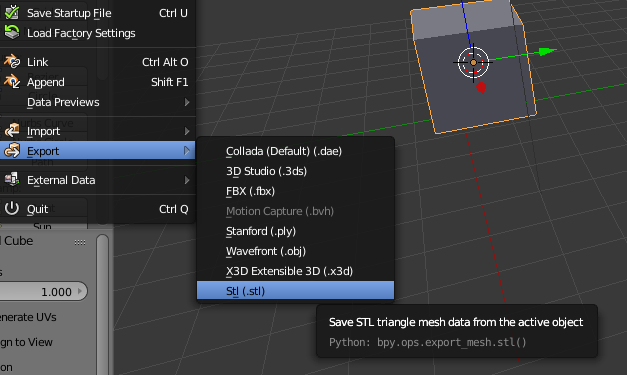 Save Startup File Ctrl U
Load Factory Settings
Link Ctrl Alt O
Append Shift F1
Data Previews
Import
Export
External Data
Quit Ctrl Q
Collada (Default) (.dae)
3D Studio (.3ds)
FBX (.fbx)
Motion Capture (.bvh)
Stanford (.ply)
Wavefront (.obj)
X3D Extensible 3D (.x3d)
Stl (.stl)
Save STL triangle mesh data from the active object
Python: bpy.ops.export_mesh.stl()
Cube
1.000
nerate UVs
gn to View